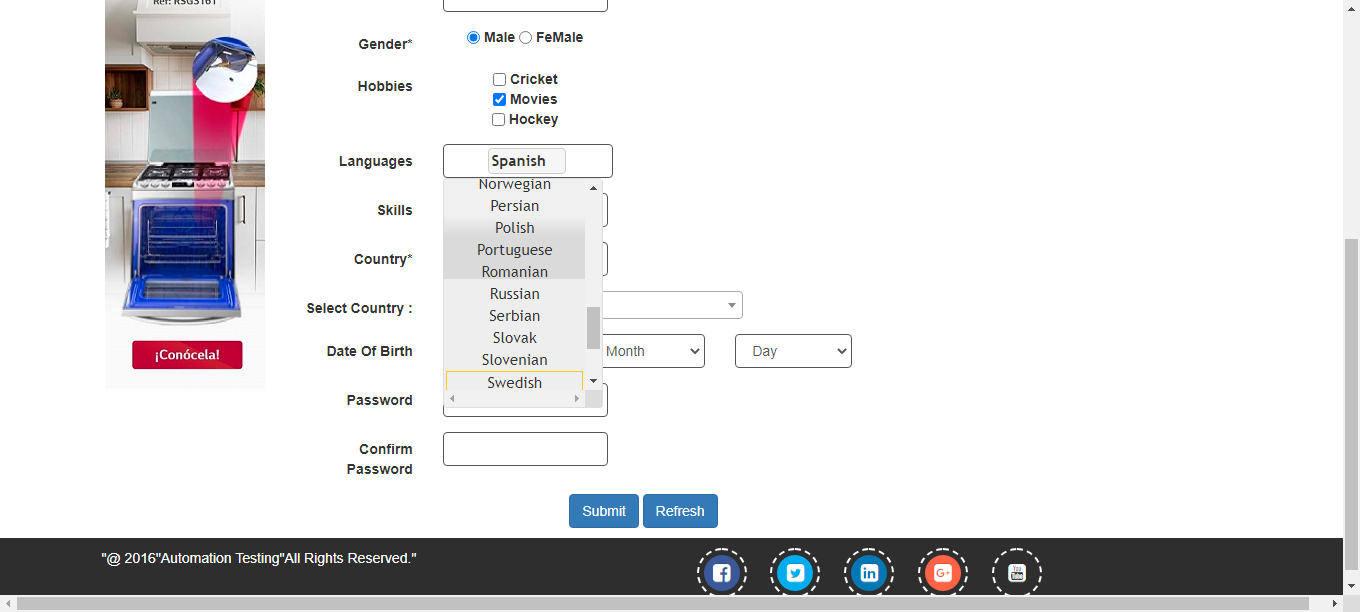 Ref: RSG3161
Gender*
Male
FeMale
Hobbies
Cricket
Movies
Hockey
Languages
Spanish
Norwegian
Persian
Polish
Portuguese
Romanian
Russian
Serbian
Slovak
Slovenian
Swedish
Skills
Country*
Select Country :
Date Of Birth
Month
Day
¡Conócela!
Password
Confirm
Password
Submit
Refresh
"@ 2016"Automation Testing"All Rights Reserved."
You
Tube